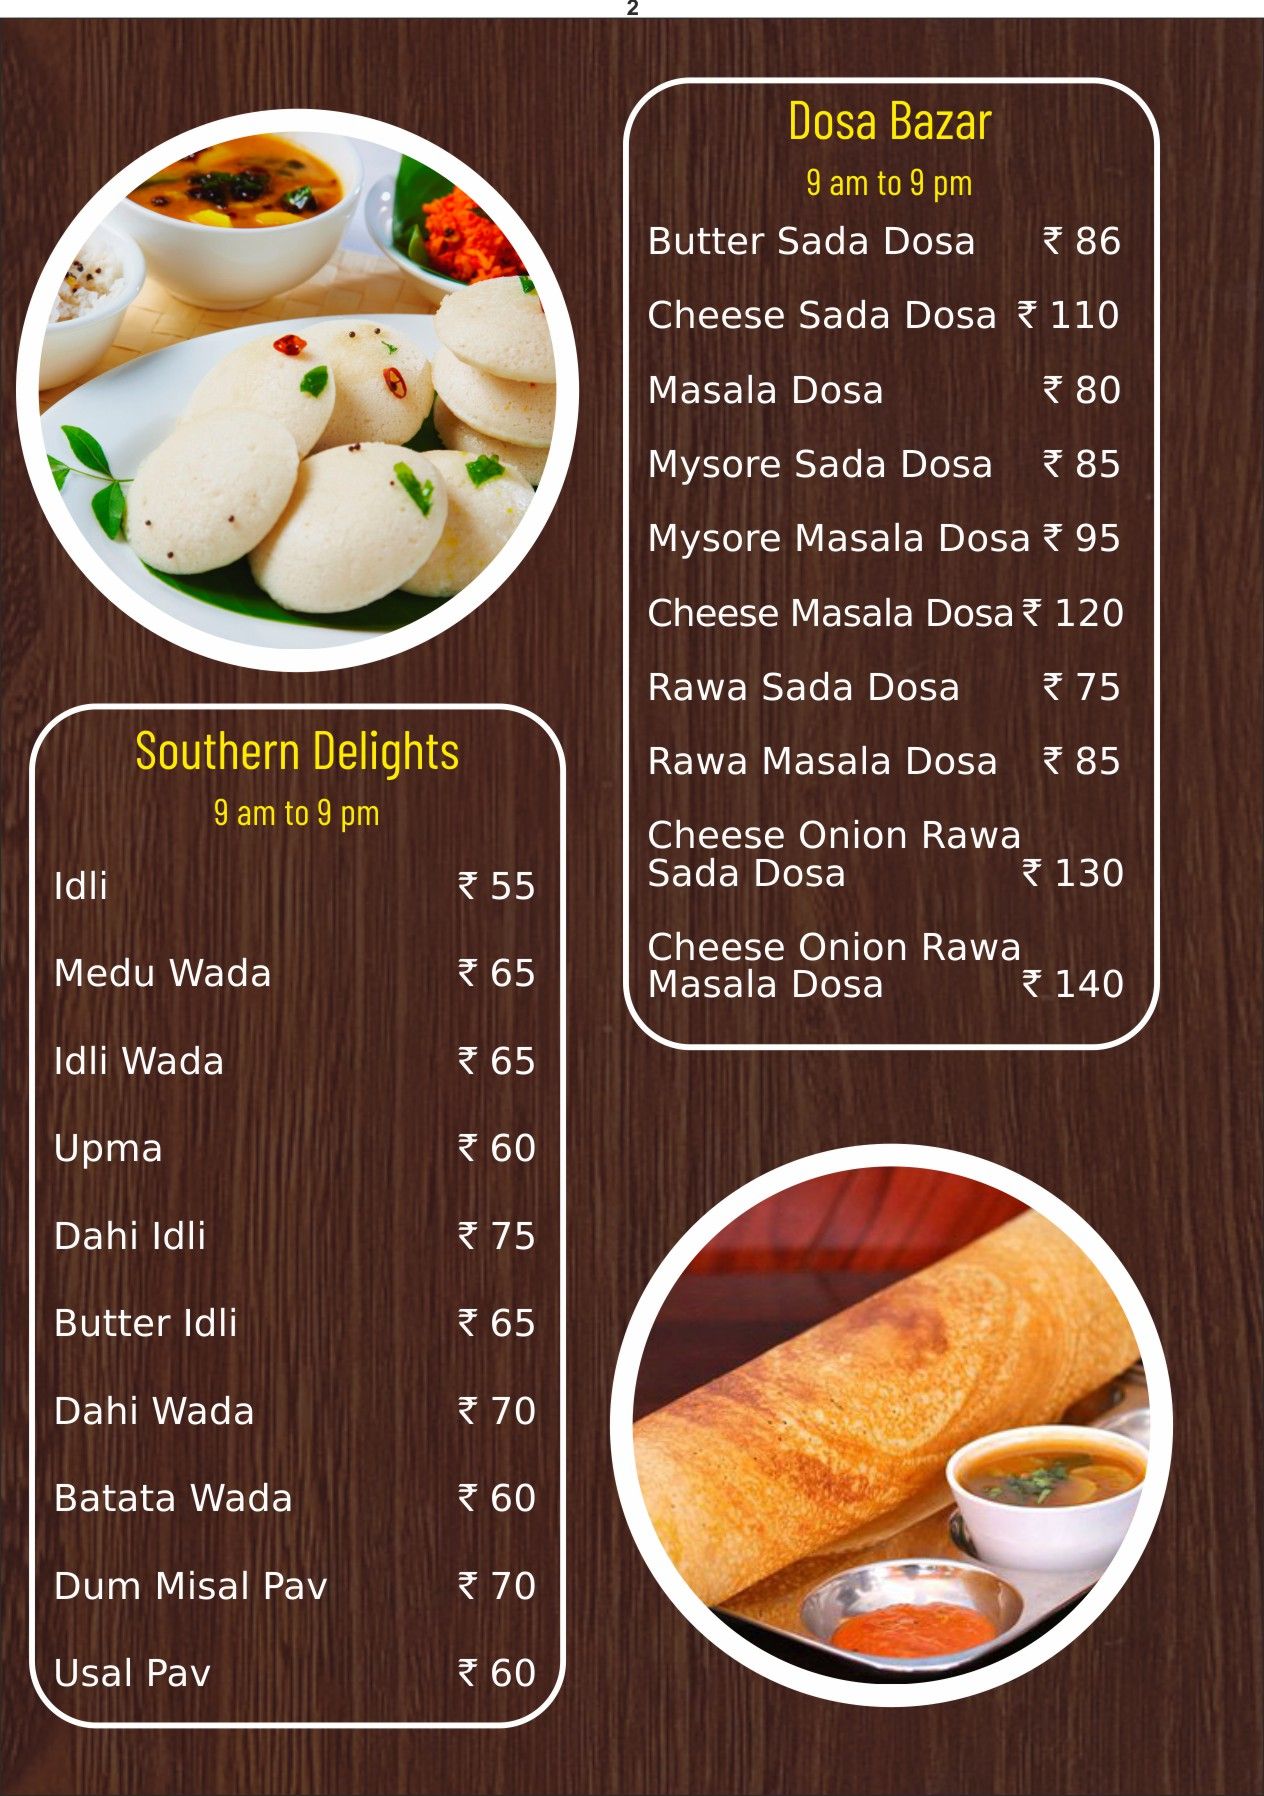 2
Dosa Bazar
9 am to 9 pm
Butter Sada Dosa ₹ 86
Cheese Sada Dosa ₹ 110
Masala Dosa ₹ 80
Mysore Sada Dosa ₹ 85
Mysore Masala Dosa ₹ 95
Cheese Masala Dosa ₹ 120
Rawa Sada Dosa ₹ 75
Rawa Masala Dosa ₹ 85
Cheese Onion Rawa
Sada Dosa ₹ 130
Cheese Onion Rawa
Masala Dosa ₹ 140
Southern Delights
9 am to 9 pm
Idli ₹ 55
Medu Wada ₹ 65
Idli Wada ₹ 65
Upma ₹ 60
Dahi Idli ₹ 75
Butter Idli ₹ 65
Dahi Wada ₹ 70
Batata Wada ₹ 60
Dum Misal Pav ₹ 70
Usal Pav ₹ 60